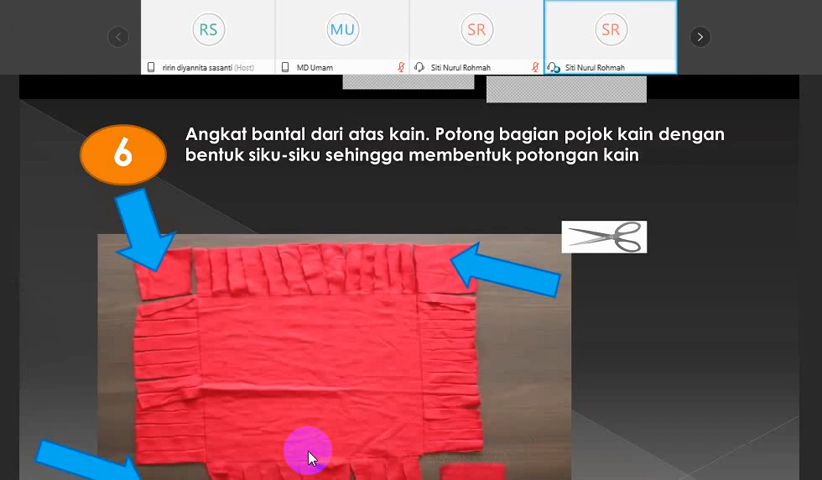 RS
MU
SR
SR
ririn diyannita sasanti (Host)
MD Umam
Siti Nurul Rohmah
Siti Nurul Rohmah
6
Angkat bantal dari atas kain. Potong bagian pojok kain dengan
bentuk siku-siku sehingga membentuk potongan kain